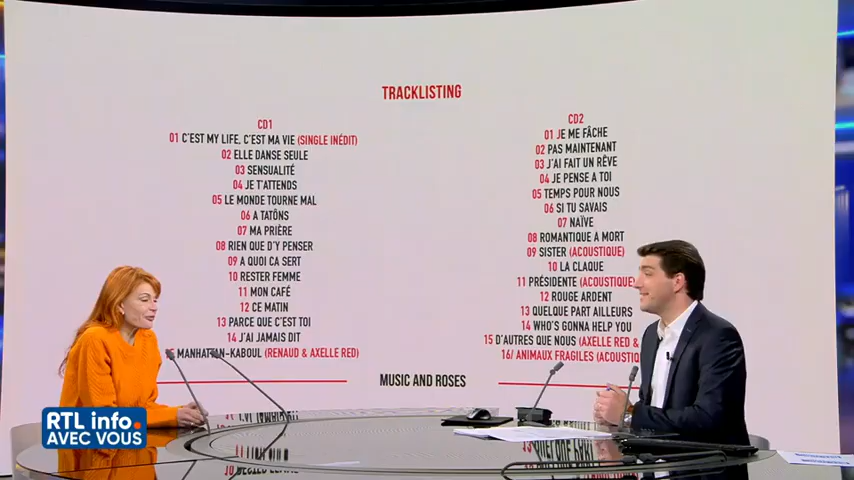 TRACKLISTING
CD1
01 C'EST MY LIFE, C'EST MA VIE (SINGLE INÉDIT)
02 ELLE DANSE SEULE
03 SENSUALITÉ
04 JE T'ATTENDS
05 LE MONDE TOURNE MAL
06 A TATÔNS
07 MA PRIÈRE
08 RIEN QUE D'Y PENSER
09 A QUOI CA SERT
10 RESTER FEMME
11 MON CAFÉ
12 CE MATIN
13 PARCE QUE C'EST TOI
14 J'AI JAMAIS DIT
MANHATTAN-KABOUL (RENAUD & AXELLE RED)
CD2
01 JE ME FÂCHE
02 PAS MAINTENANT
03 J'AI FAIT UN RÊVE
04 JE PENSE A TOI
05 TEMPS POUR NOUS
06 SI TU SAVAIS
07 NAÏVE
08 ROMANTIQUE A MORT
09 SISTER (ACOUSTIQUE)
10 LA CLAQUE
11 PRÉSIDENTE (ACOUSTIQUE)
12 ROUGE ARDENT
13 QUELQUE PART AILLEURS
14 WHO'S GONNA HELP YOU
15 D'AUTRES QUE NOUS (AXELLE RED &
16/ ANIMAUX FRAGILES
MUSIC AND ROSES
RTL info.
AVEC VOUS